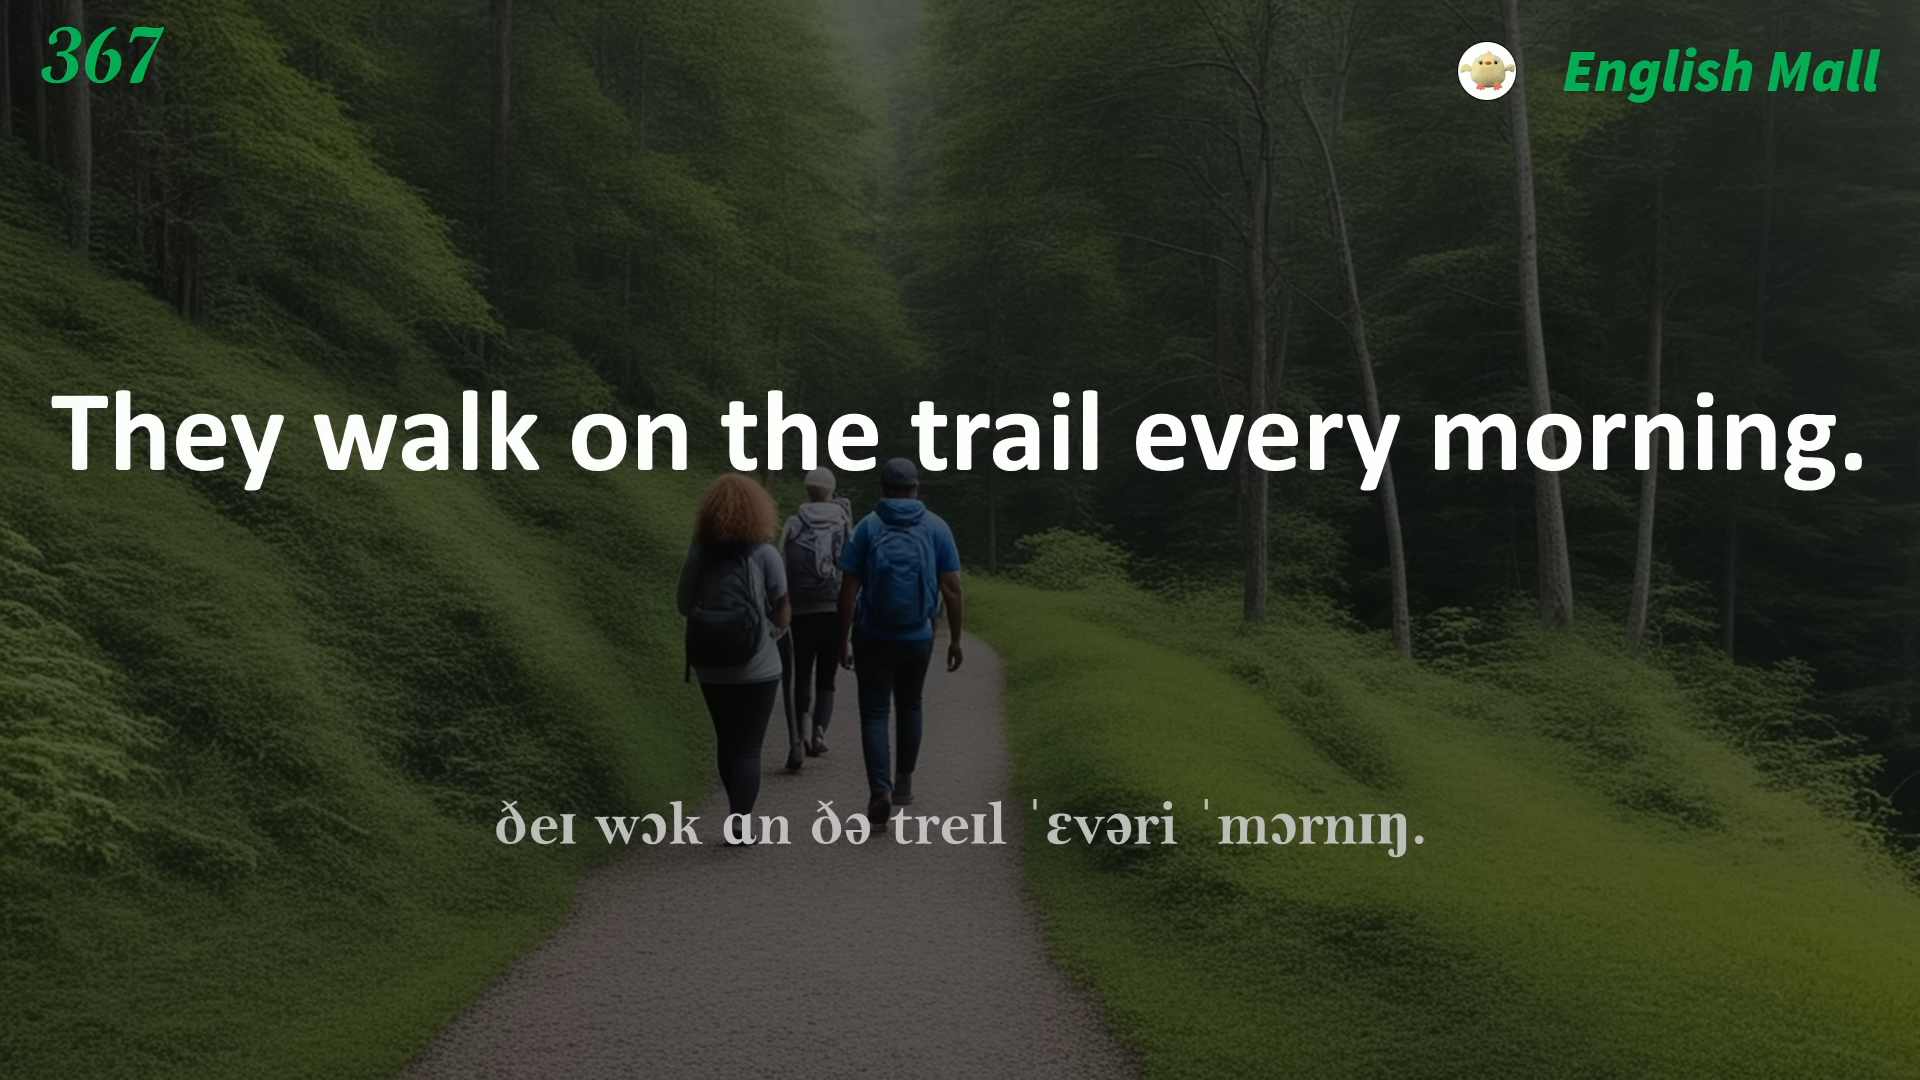 367
English Mall
They walk on the trail every morning.
ðeɪ wɔk ɑn ðə treɪl ˈɛvəri ˈmɔrnɪŋ.